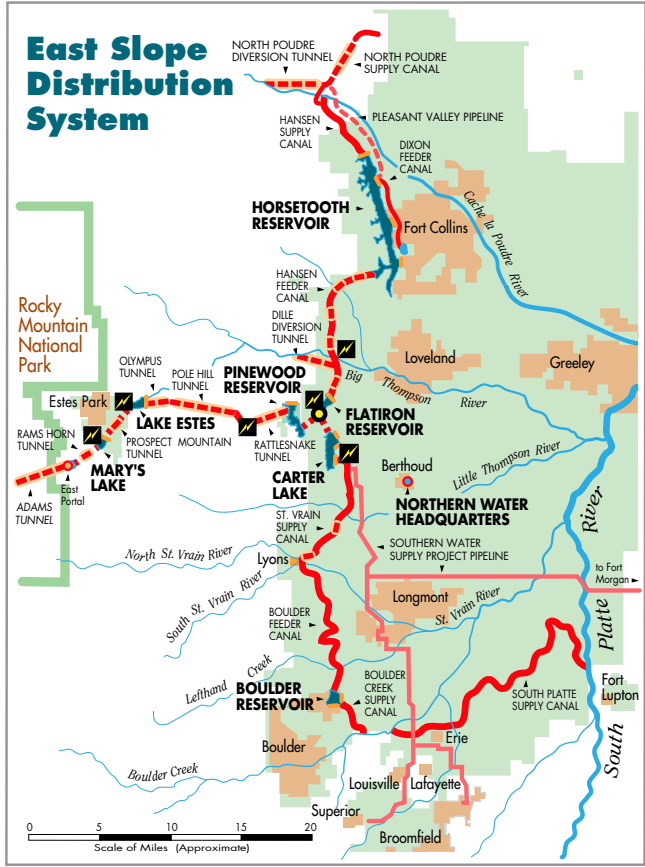 East Slope
Distribution
System
NORTH POUDRE
DIVERSION TUNNEL
NORTH POUDRE
SUPPLY CANAL
HANSEN
SUPPLY
CANAL
PLEASANT VALLEY PIPELINE
DIXON
FEEDER
CANAL
HORSETOOTH
RESERVOIR
Fort Collins
Cache la Poudre River
HANSEN
FEEDER
CANAL
DILLE
DIVERSION
TUNNEL
Rocky
Mountain
National
Park
Loveland
Greeley
OLYMPUS
TUNNEL
POLE HILL
TUNNEL
PINEWOOD
RESERVOIR
Big Thompson River
Estes Park
LAKE ESTES
FLATIRON
RESERVOIR
RAMS HORN
TUNNEL
PROSPECT MOUNTAIN
TUNNEL
RATTLESNAKE
TUNNEL
MARY'S
LAKE
CARTER
LAKE
Berthoud
Little Thompson River
ADAMS
TUNNEL
East
Portal
NORTHERN WATER
HEADQUARTERS
ST. VRAIN
SUPPLY
CANAL
SOUTHERN WATER
SUPPLY PROJECT PIPELINE
North St. Vrain River
Lyons
to Fort
Morgan
South St. Vrain River
Longmont
St. Vrain River
BOULDER
FEEDER
CANAL
Lefthand Creek
BOULDER
RESERVOIR
BOULDER
CREEK
SUPPLY
CANAL
SOUTH PLATTE
SUPPLY CANAL
Fort
Lupton
South Platte River
Boulder
Erie
Boulder Creek
Louisville
Lafayette
Superior
Broomfield
0 5 10 15 20
Scale of Miles (Approximate)